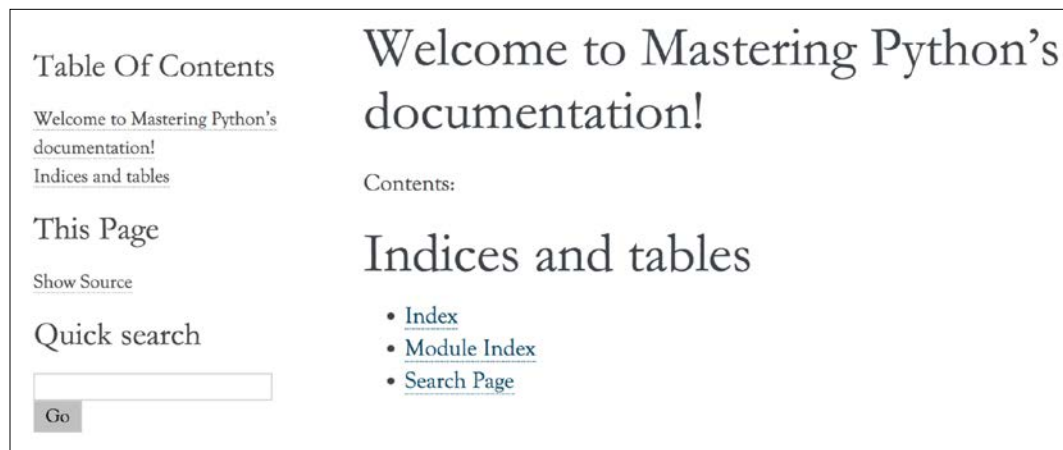 Table Of Contents
Welcome to Mastering Python's
documentation!
Indices and tables
This Page
Show Source
Quick search
Go
Welcome to Mastering Python's
documentation!
Contents:
Indices and tables
• Index
• Module Index
• Search Page